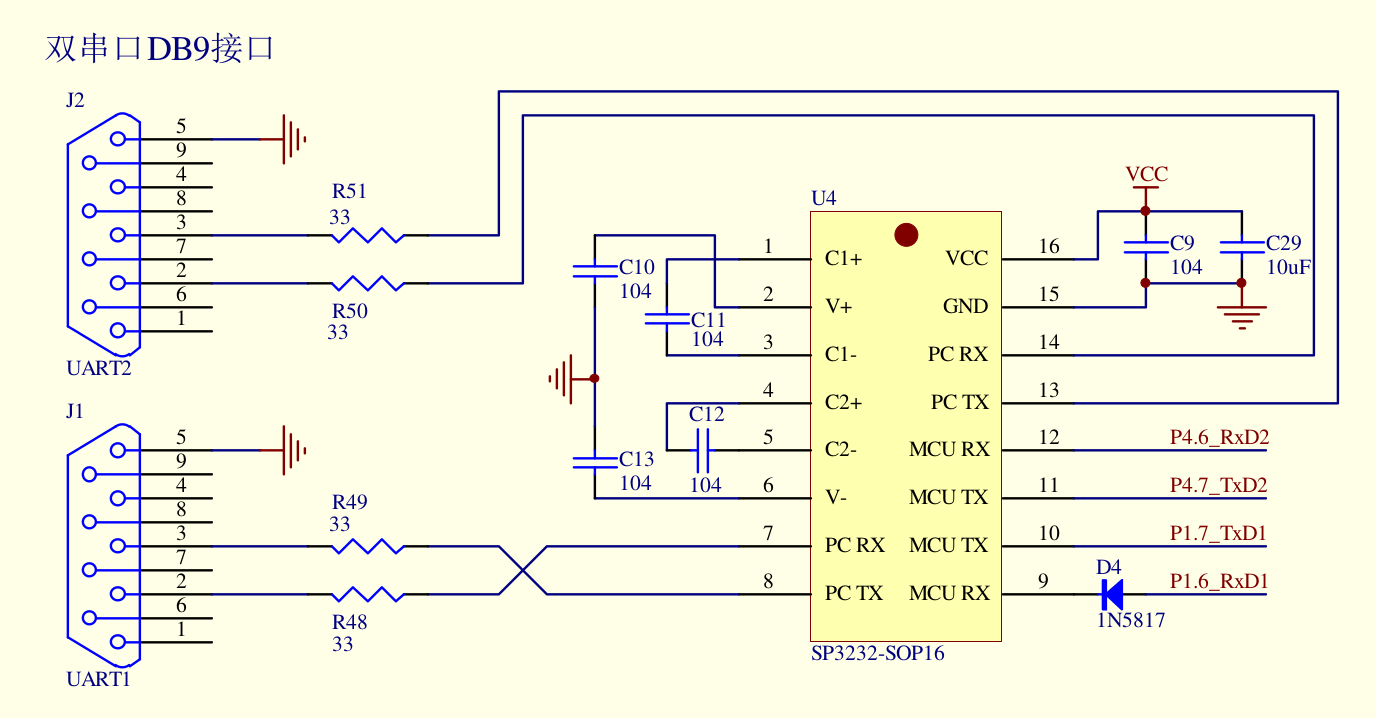 双串口DB9接口
J2
5
9
4
8
3
7
2
6
1
UART2
R51
33
R50
33
J1
5
9
4
8
3
7
2
6
1
UART1
R49
33
R48
33
C10
104
C11
104
C12
104
C13
104
U4
1 C1+
2 V+
3 C1-
4 C2+
5 C2-
6 V-
7 PC RX
8 PC TX
VCC 16
GND 15
PC RX 14
PC TX 13
MCU RX 12
MCU TX 11
MCU TX 10
MCU RX 9
SP3232-SOP16
VCC
C9
104
C29
10uF
P4.6_RxD2
P4.7_TxD2
P1.7_TxD1
P1.6_RxD1
D4
1N5817